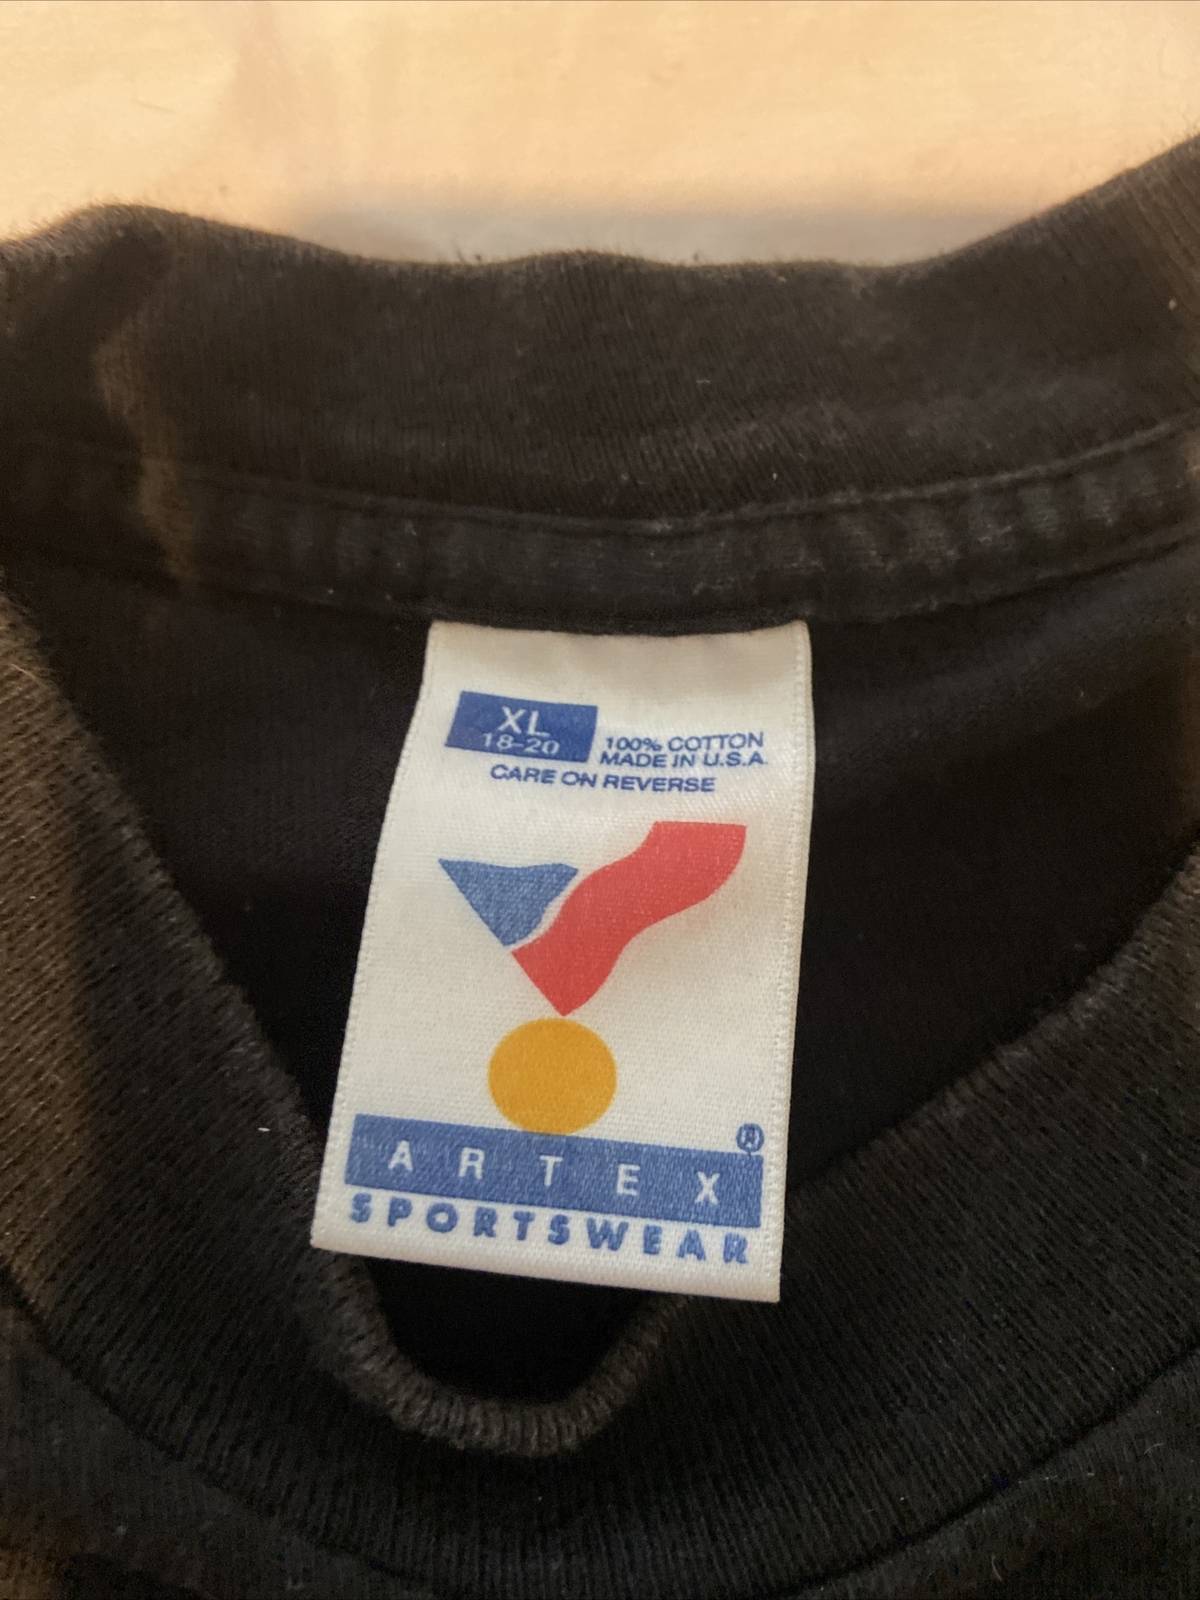 XL
18-20
100% COTTON
MADE IN U.S.A.
CARE ON REVERSE
ARTEX®
SPORTSWEAR